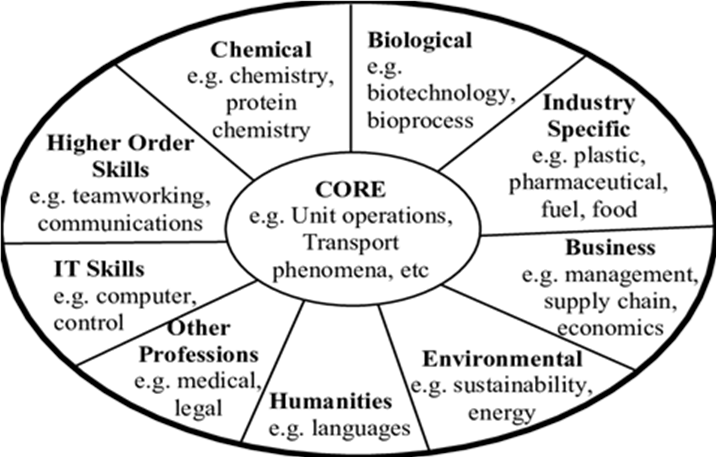 Chemical
e.g. chemistry,
protein
chemistry
Biological
e.g.
biotechnology,
bioprocess
Industry
Specific
e.g. plastic,
pharmaceutical,
fuel, food
Higher Order
Skills
e.g. teamworking,
communications
CORE
e.g. Unit operations,
Transport
phenomena, etc
Business
e.g. management,
supply chain,
economics
IT Skills
e.g. computer,
control
Other
Professions
e.g. medical,
legal
Humanities
e.g. languages
Environmental
e.g. sustainability,
energy